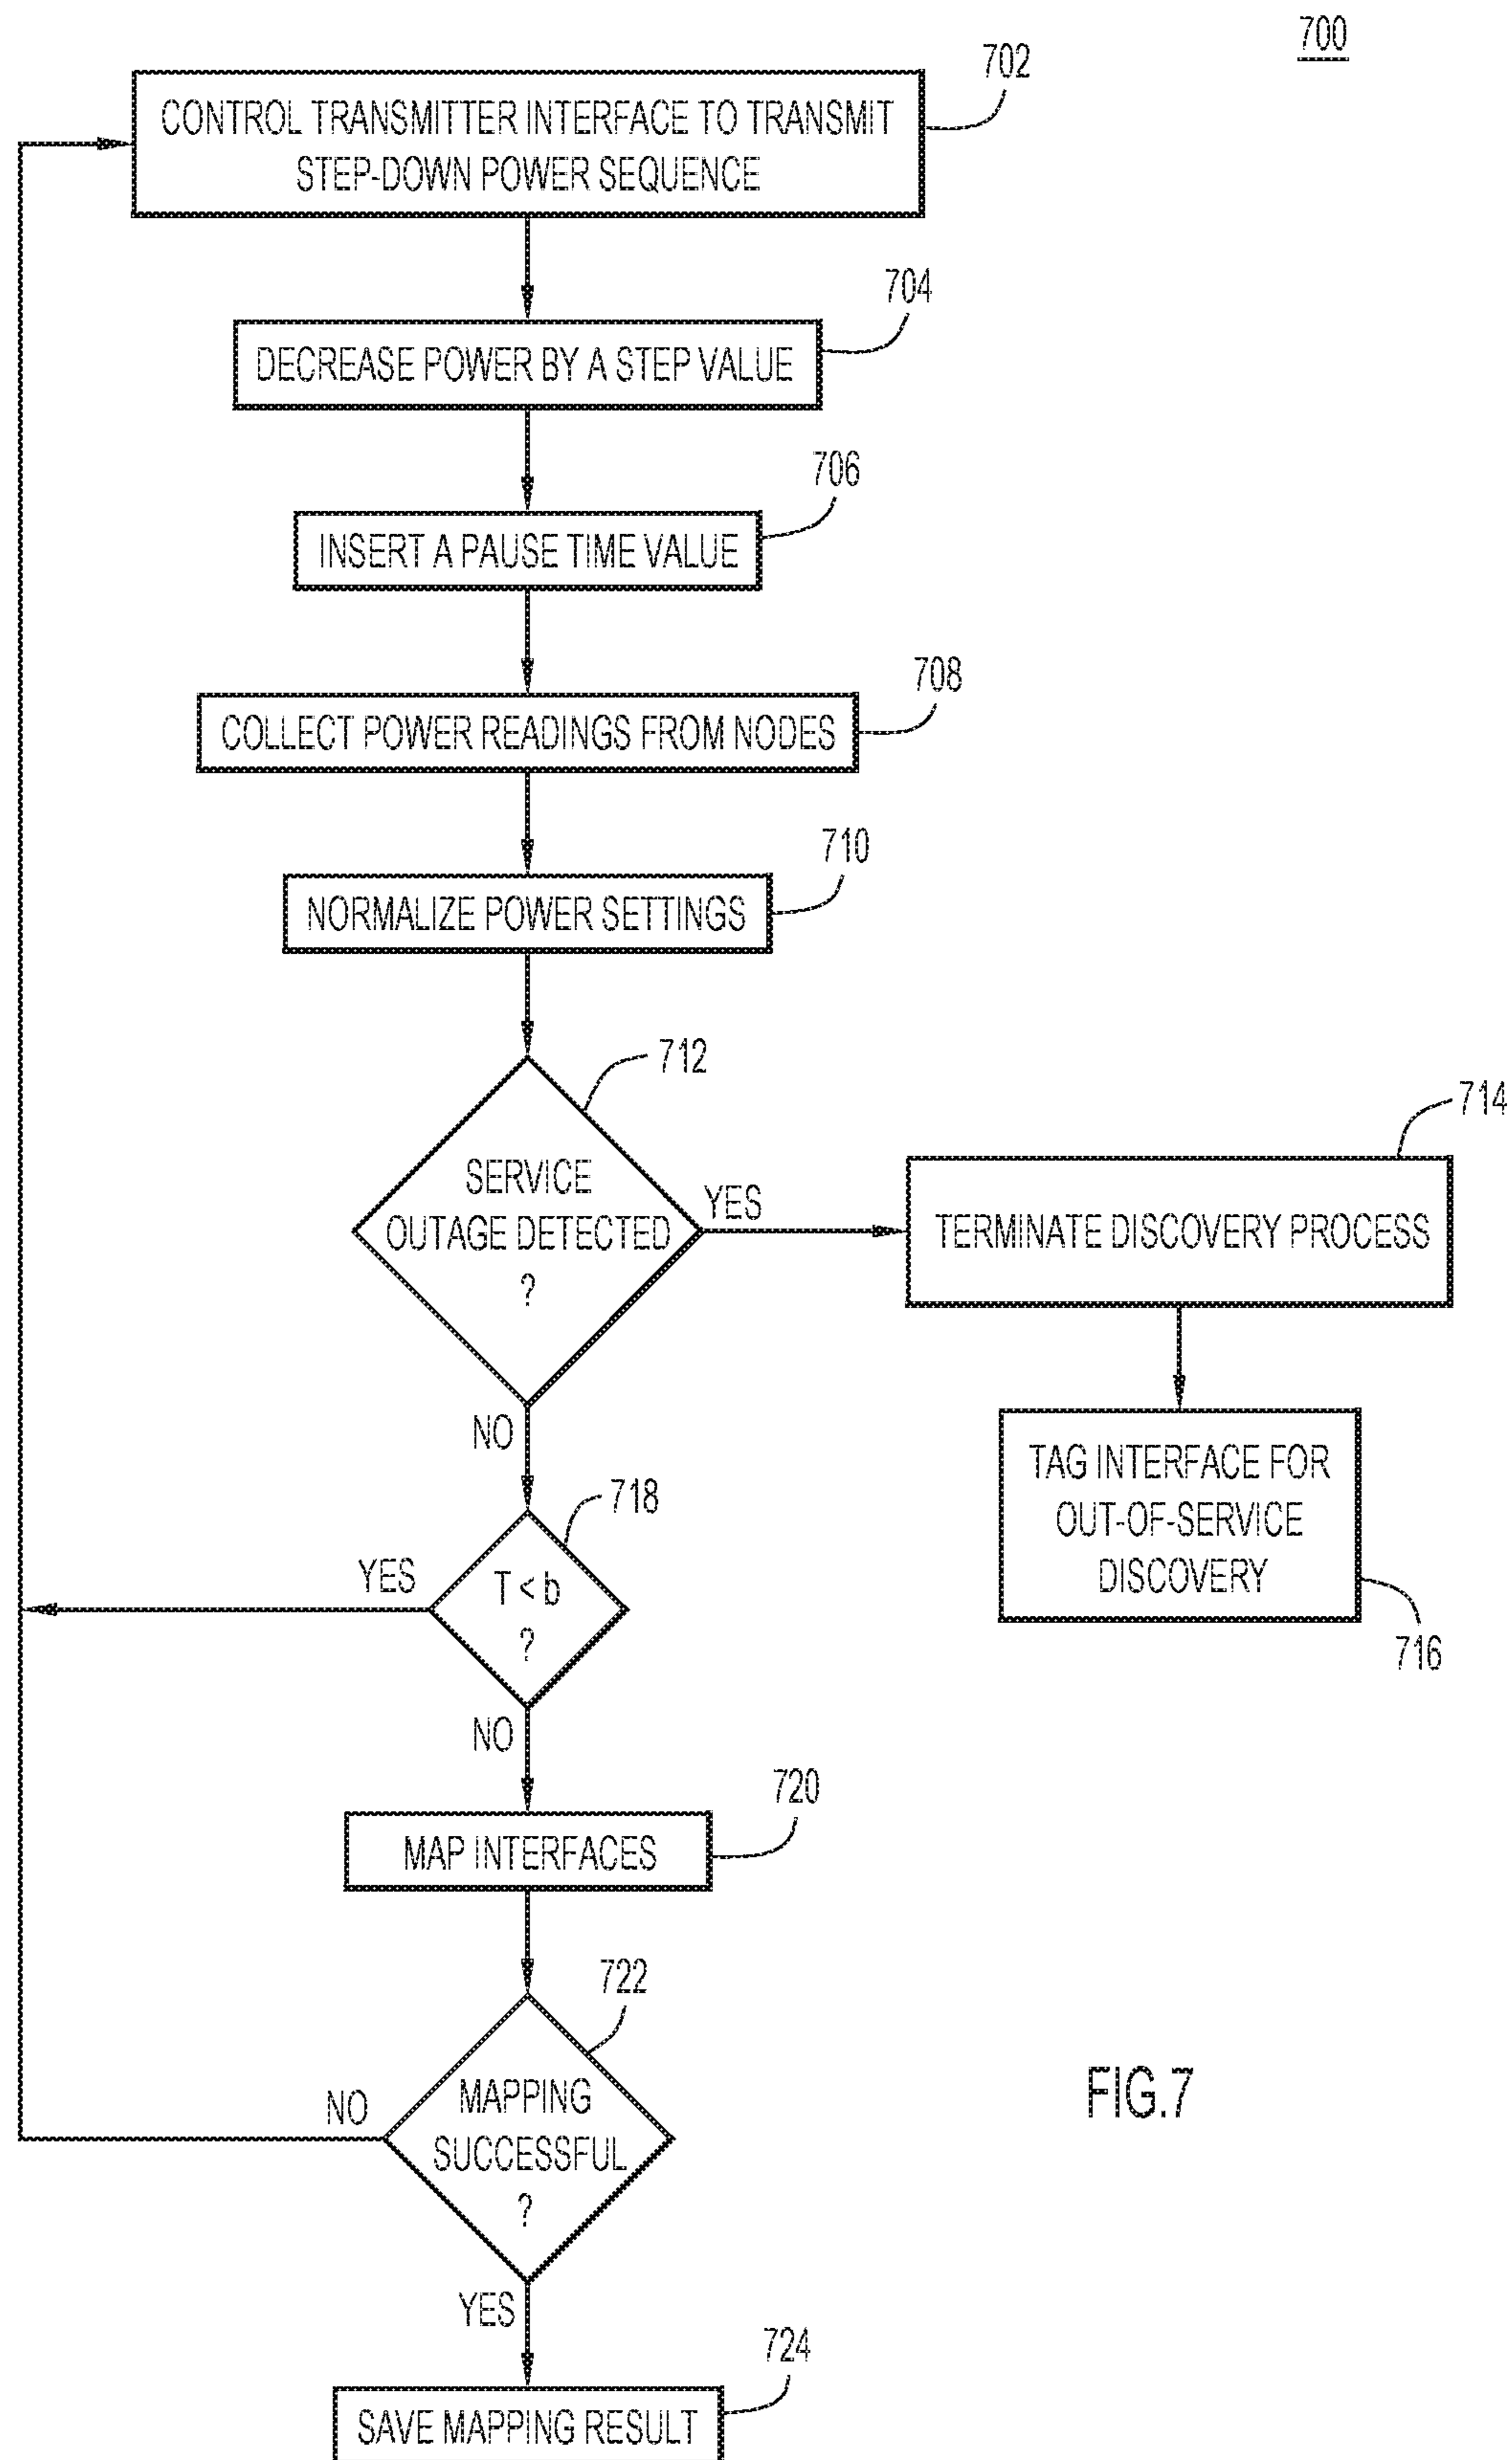 700
702
CONTROL TRANSMITTER INTERFACE TO TRANSMIT
STEP-DOWN POWER SEQUENCE
704
DECREASE POWER BY A STEP VALUE
706
INSERT A PAUSE TIME VALUE
708
COLLECT POWER READINGS FROM NODES
710
NORMALIZE POWER SETTINGS
712
SERVICE
OUTAGE DETECTED
?
YES
714
TERMINATE DISCOVERY PROCESS
TAG INTERFACE FOR
OUT-OF-SERVICE
DISCOVERY
716
NO
718
T < b
?
YES
NO
720
MAP INTERFACES
722
MAPPING
SUCCESSFUL
?
NO
YES
724
SAVE MAPPING RESULT
FIG.7